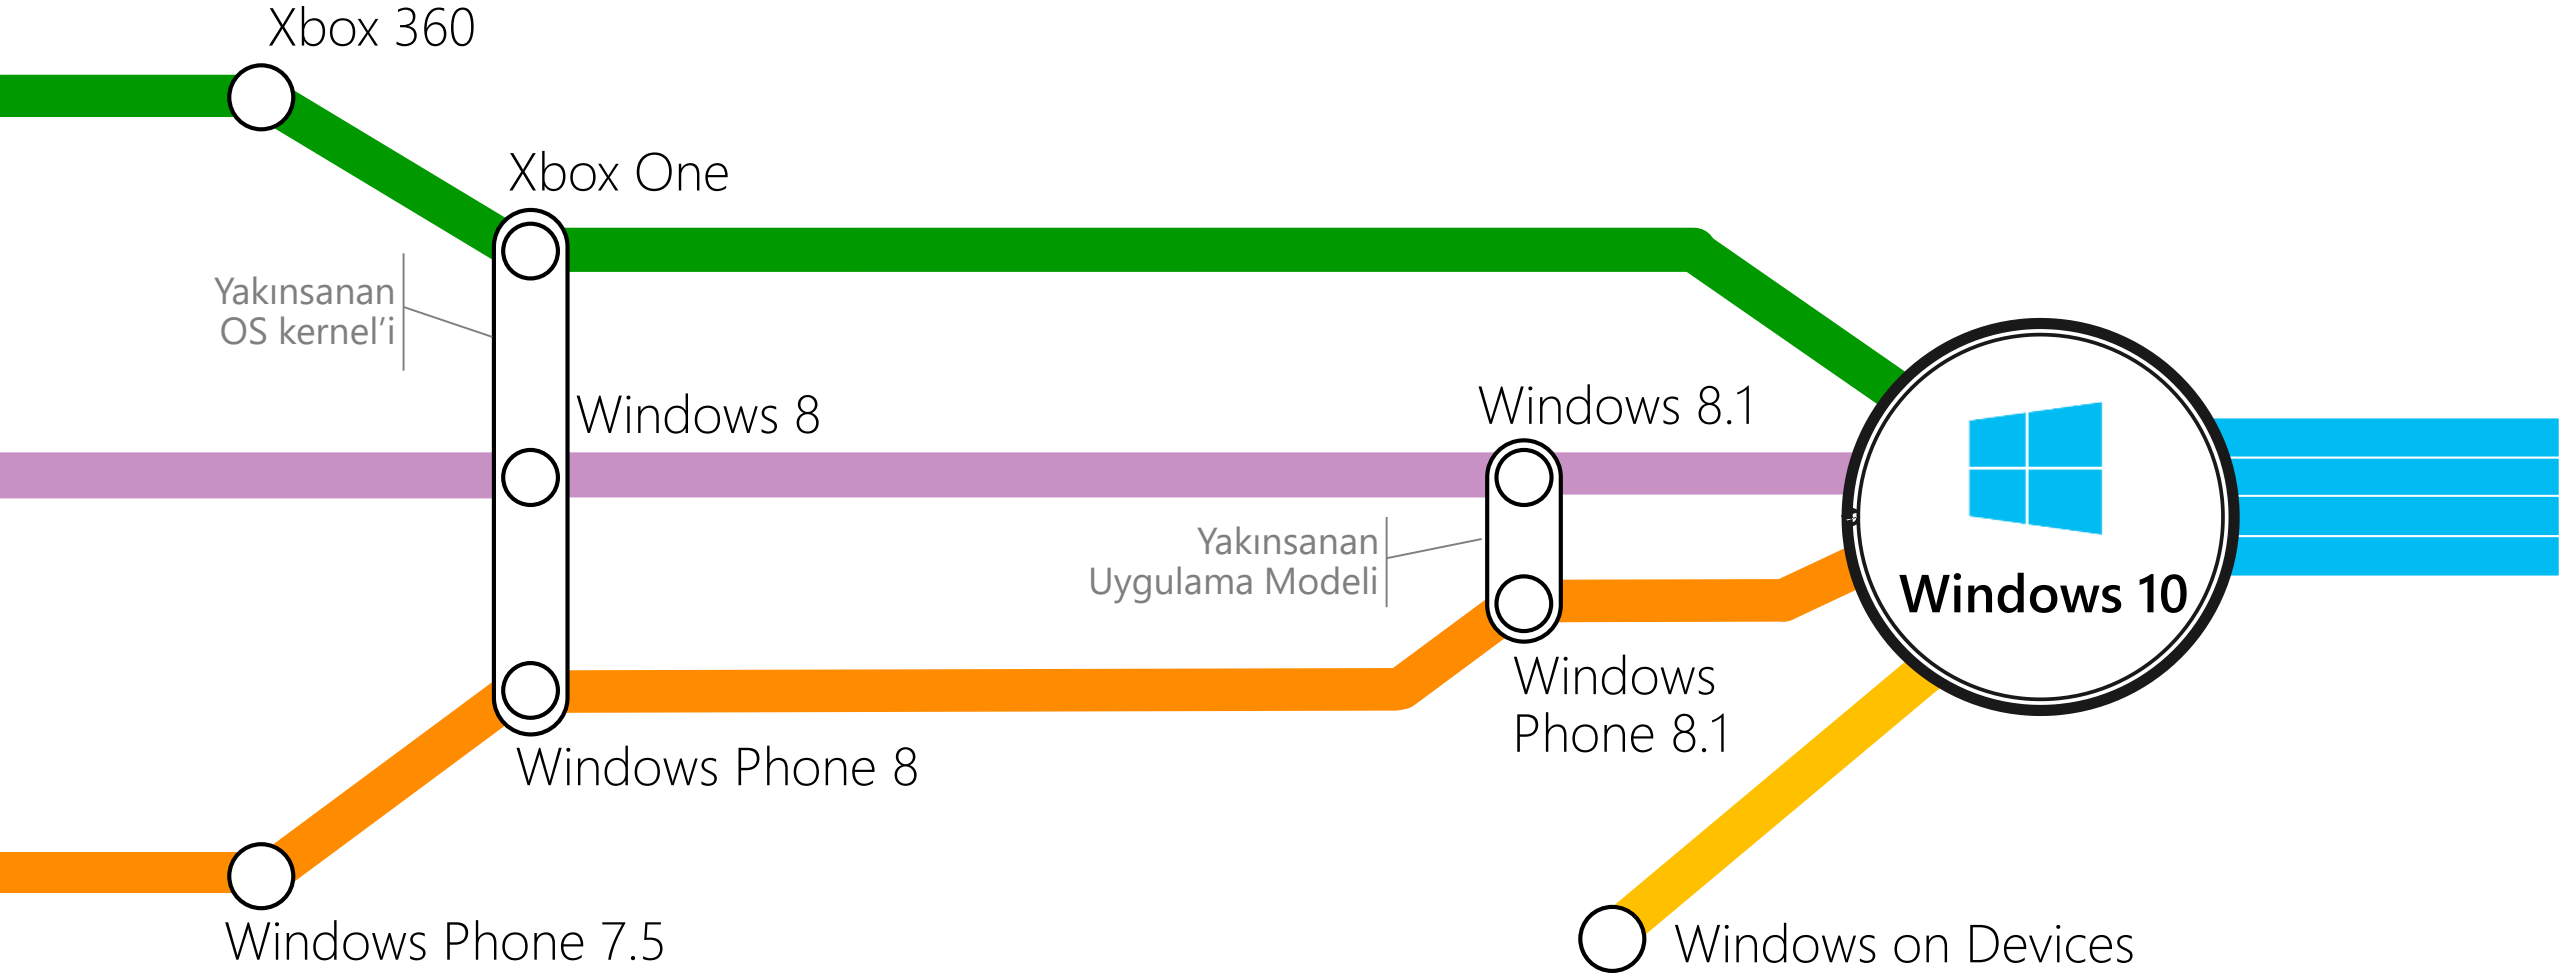 Xbox 360
Xbox One
Yakınsanan
OS kernel’i
Windows 8
Windows 8.1
Yakınsanan
Uygulama Modeli
Windows 10
Windows
Phone 8.1
Windows Phone 8
Windows Phone 7.5
Windows on Devices